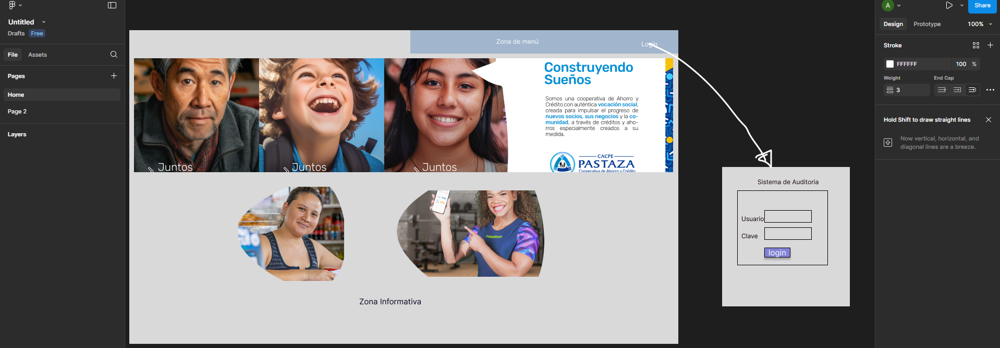 Untitled
Drafts Free
File Assets
Pages
Home
Page 2
Layers
Zona de menú
Login
Construyendo
Sueños
Somos una cooperativa de Ahorro y
Crédito con auténtica vocación social,
creada para impulsar el progreso de
nuevos socios, sus negocios y la co-
munidad, a través de créditos y aho-
rros especialmente creados a su
medida.
CACPE
PASTAZA
Cooperativa de Ahorro y Crédito
Juntos
Juntos
Juntos
marathon
Zona Informativa
Sistema de Auditoria
Usuario
Clave
login
A
Share
Design Prototype 100%
Stroke
FFFFFF 100 %
Weight End Cap
3
Hold Shift to draw straight lines
Now vertical, horizontal, and
diagonal lines are a breeze.